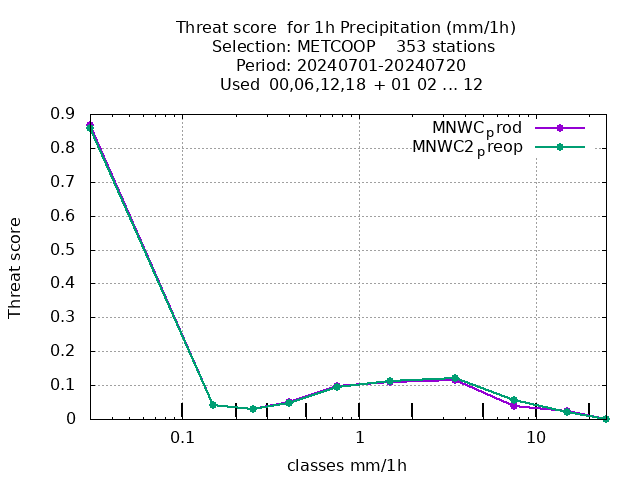 Threat score  for 1h Precipitation (mm/1h)
Selection: METCOOP    353 stations
Period: 20240701-20240720
Used  00,06,12,18  + 01 02 ... 12
MNWCprod
MNWC2preop
0.9
0.8
0.7
0.6
0.5
0.4
0.3
0.2
0.1
0
Threat score
0.1 1 10
classes mm/1h